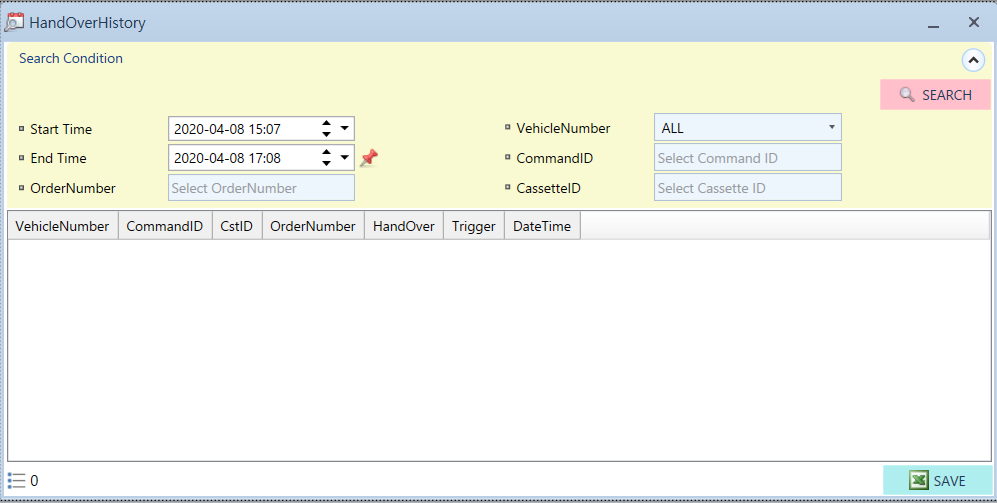 HandOverHistory
Search Condition
SEARCH
Start Time 2020-04-08 15:07 VehicleNumber ALL
End Time 2020-04-08 17:08 CommandID Select Command ID
OrderNumber Select OrderNumber CassetteID Select Cassette ID
VehicleNumber CommandID CstID OrderNumber HandOver Trigger DateTime
0 SAVE